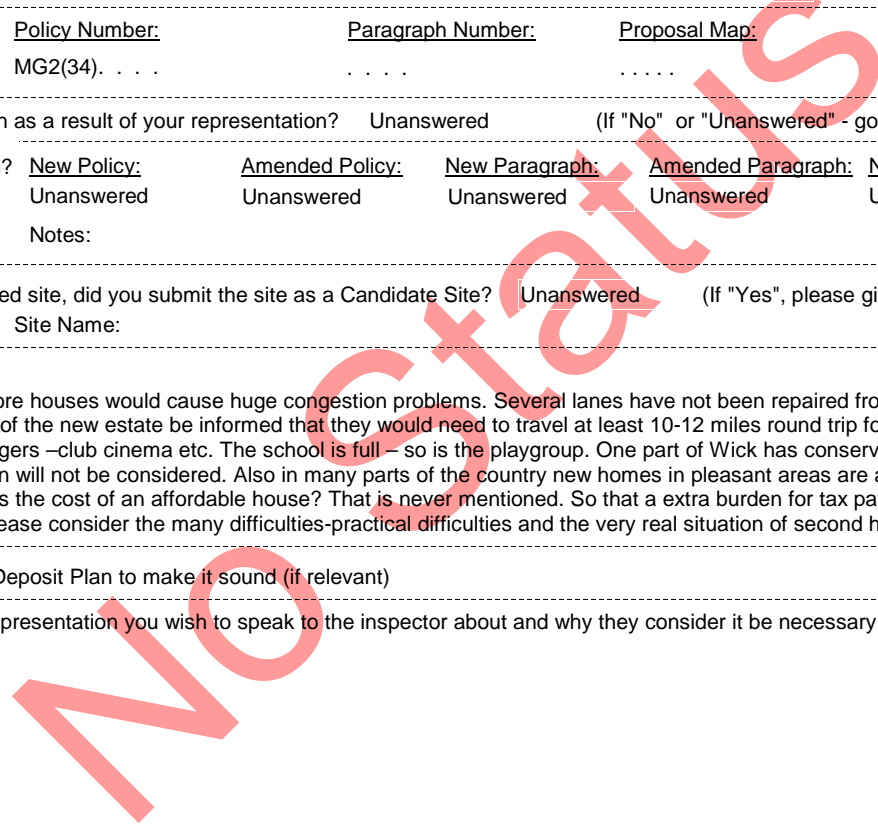 Policy Number: Paragraph Number: Proposal Map:
MG2(34). . . . . . . . . . . . .
n as a result of your representation? Unanswered (If "No" or "Unanswered" - go
? New Policy: Amended Policy: New Paragraph: Amended Paragraph: N
Unanswered Unanswered Unanswered Unanswered U
Notes:
ed site, did you submit the site as a Candidate Site? Unanswered (If "Yes", please gi
Site Name:
ore houses would cause huge congestion problems. Several lanes have not been repaired fro
of the new estate be informed that they would need to travel at least 10-12 miles round trip fo
gers –club cinema etc. The school is full – so is the playgroup. One part of Wick has conserv
n will not be considered. Also in many parts of the country new homes in pleasant areas are a
s the cost of an affordable house? That is never mentioned. So that a extra burden for tax pa
ease consider the many difficulties-practical difficulties and the very real situation of second h
Deposit Plan to make it sound (if relevant)
presentation you wish to speak to the inspector about and why they consider it be necessary
No Status